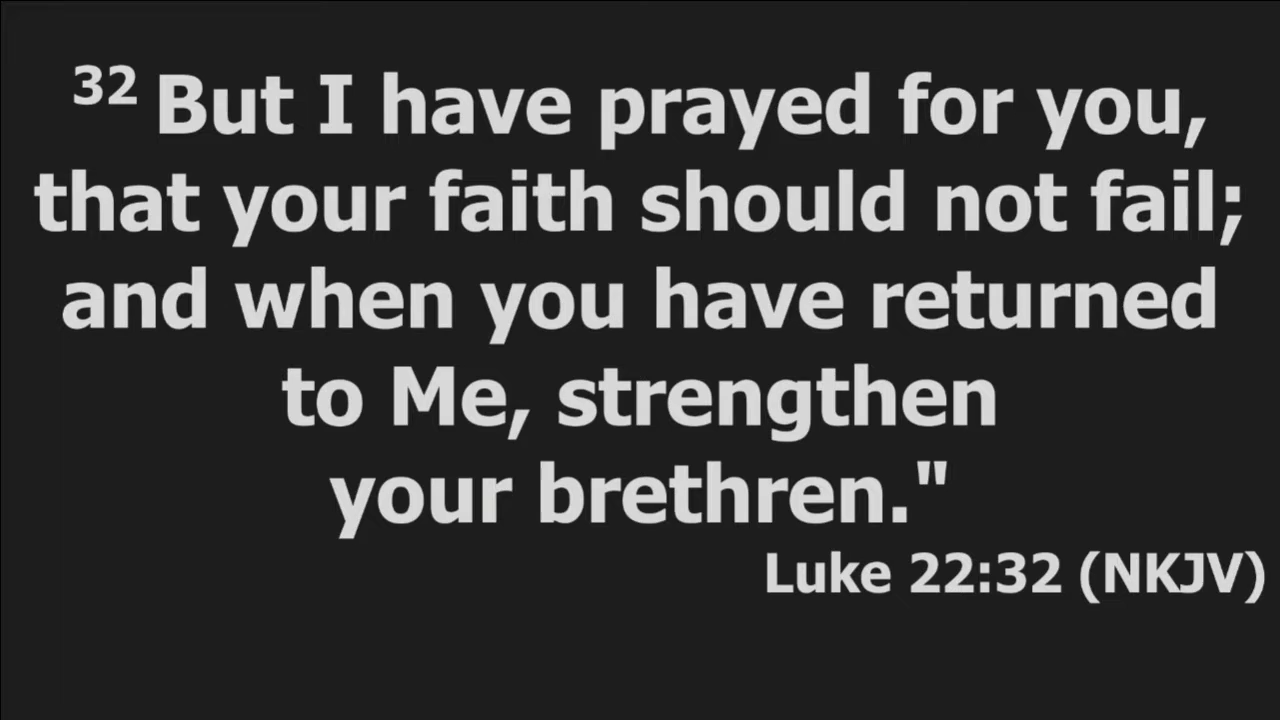 32 But I have prayed for you,
that your faith should not fail;
and when you have returned
to Me, strengthen
your brethren."
Luke 22:32 (NKJV)